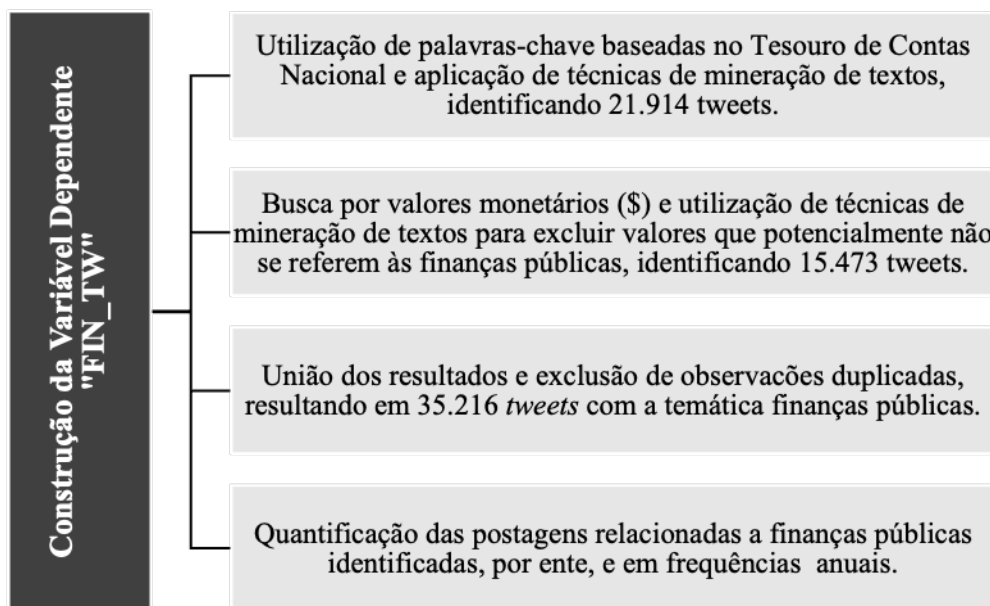 Construção da Variável Dependente
"FIN_TW"
Utilização de palavras-chave baseadas no Tesouro de Contas
Nacional e aplicação de técnicas de mineração de textos,
identificando 21.914 tweets.
Busca por valores monetários ($) e utilização de técnicas de
mineração de textos para excluir valores que potencialmente não
se referem às finanças públicas, identificando 15.473 tweets.
União dos resultados e exclusão de observacões duplicadas,
resultando em 35.216 tweets com a temática finanças públicas.
Quantificação das postagens relacionadas a finanças públicas
identificadas, por ente, e em frequências anuais.